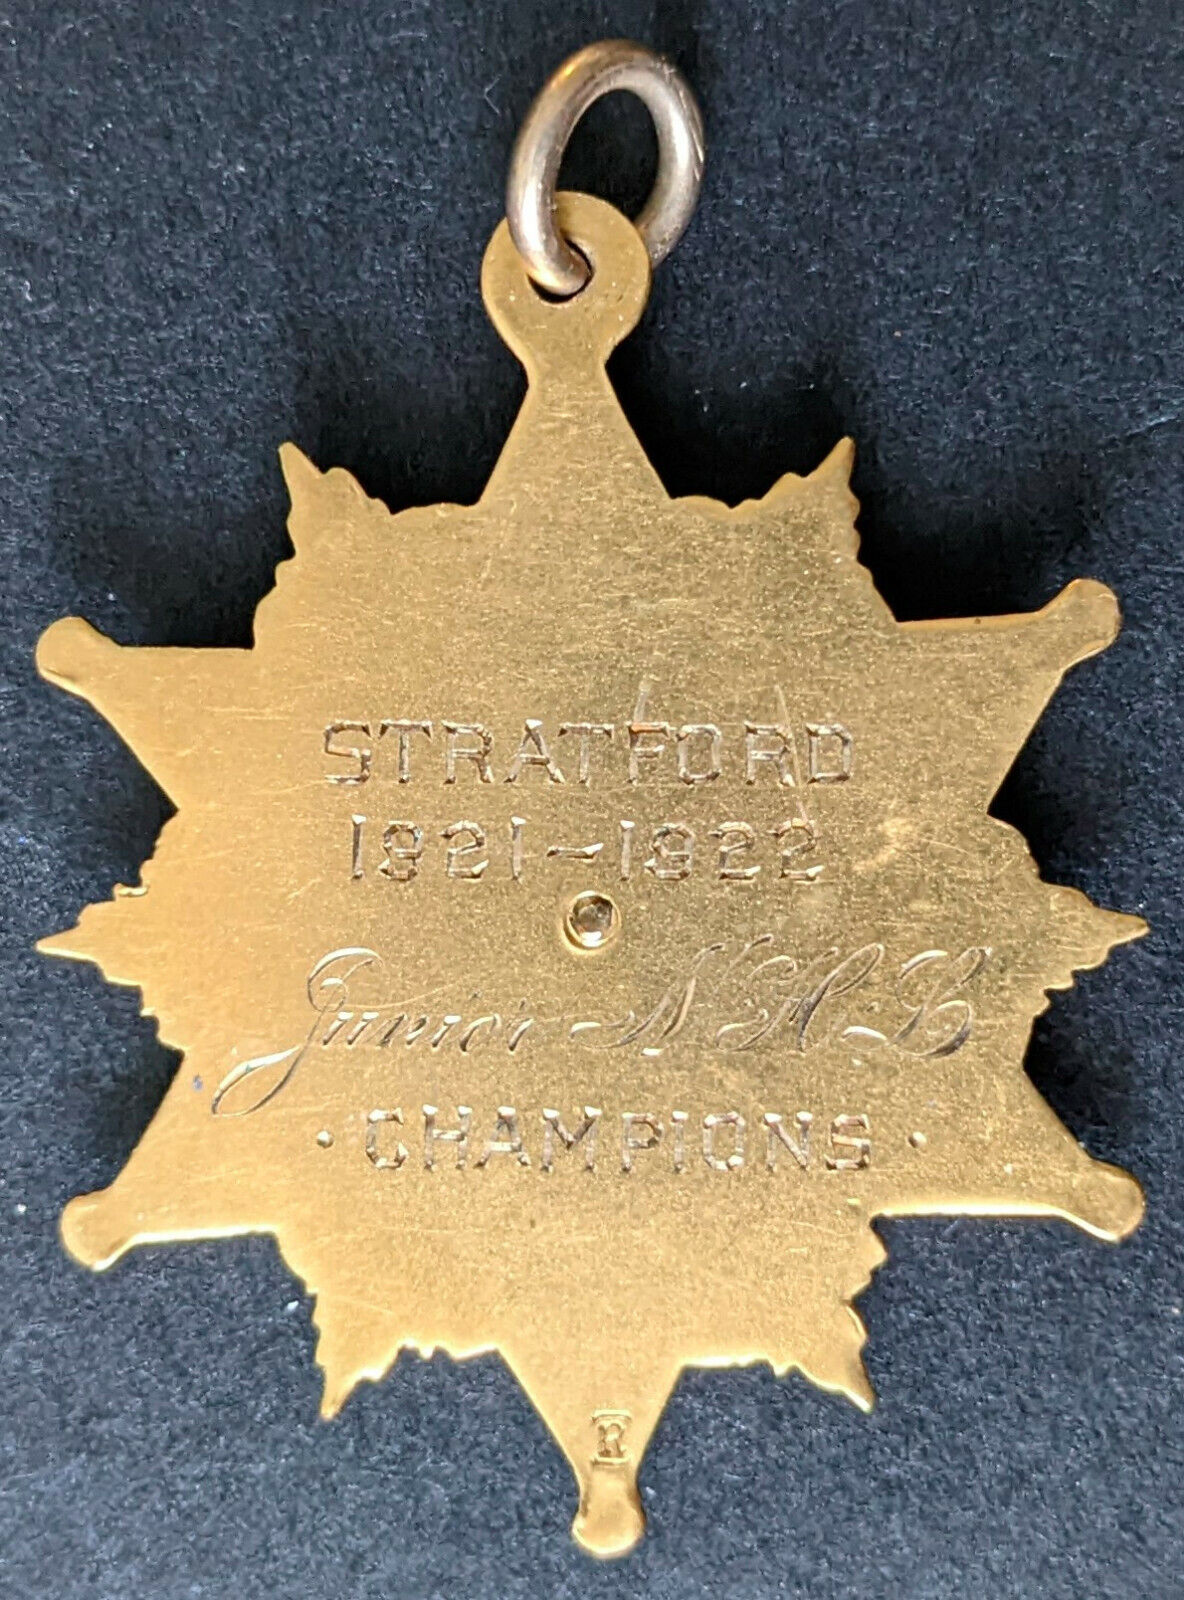 STRATFORD
1921-1922
Junior N.H.L
· CHAMPIONS ·
R